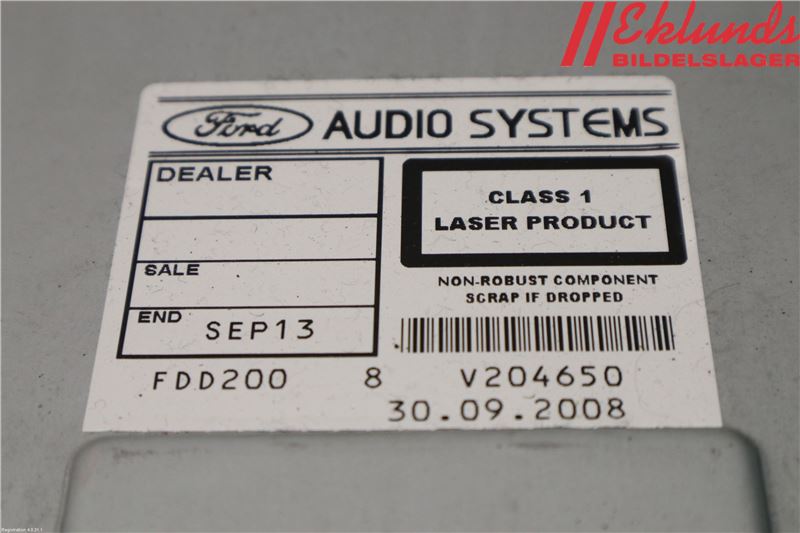 Eklunds
BILDELSLAGER
Ford AUDIO SYSTEMS
DEALER
SALE
END SEP13
CLASS 1
LASER PRODUCT
NON-ROBUST COMPONENT
SCRAP IF DROPPED
FDD200 8 V204650
30.09.2008